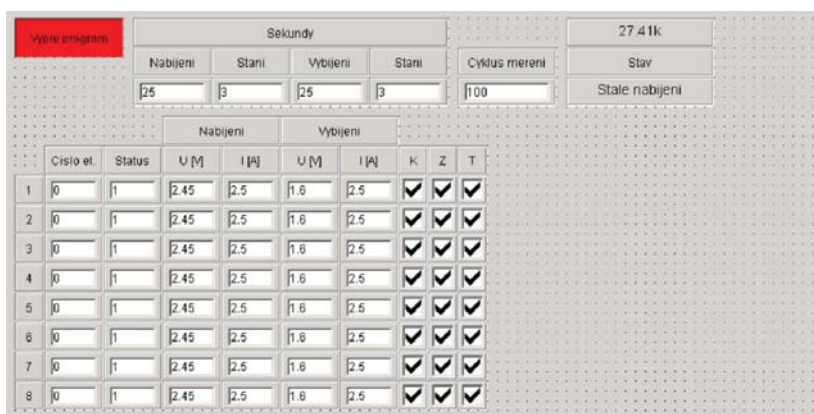 Vypni program
Sekundy
27.41k
Nabijeni Stani Vybijeni Stani Cyklus mereni Stav
25 3 25 3 100 Stale nabijeni
Nabijeni Vybijeni
Cislo el. Status U [V] I [A] U [V] I [A] K Z T
1 0 1 2.45 2.5 1.6 2.5
2 0 1 2.45 2.5 1.6 2.5
3 0 1 2.45 2.5 1.6 2.5
4 0 1 2.45 2.5 1.6 2.5
5 0 1 2.45 2.5 1.6 2.5
6 0 1 2.45 2.5 1.6 2.5
7 0 1 2.45 2.5 1.6 2.5
8 0 1 2.45 2.5 1.6 2.5